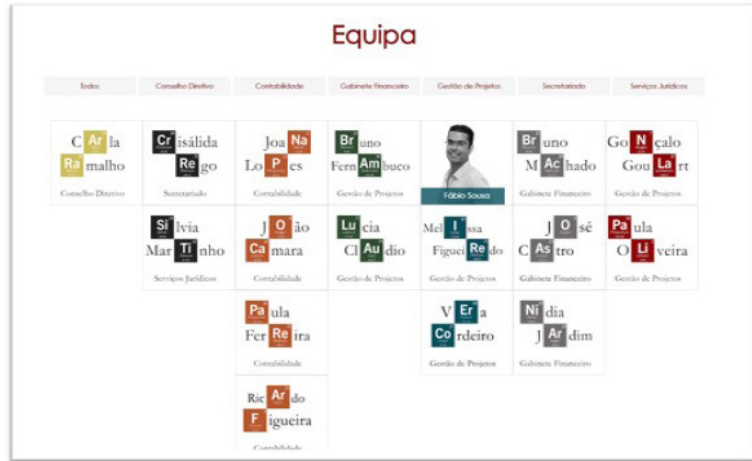 Equipa
Todos Conselho Diretivo Contabilidade Gabinete Financeiro Gestão de Projetos Secretariado Serviços Jurídicos
C Ar la
Ra malho
Conselho Diretivo
Cr isálida
Re go
Secretariado
Joa Na
Lo P es
Contabilidade
Br uno
Fern Am buco
Gestão de Projetos
Fábio Sousa
Br uno
M Ac hado
Gabinete Financeiro
Go N çalo
Gou La rt
Gestão de Projetos
Si lvia
Mar Ti nho
Serviços Jurídicos
J O ão
Ca mara
Contabilidade
Lu cia
Cl Au dio
Gestão de Projetos
Mel I ssa
Figuei Re do
Gestão de Projetos
J O sé
C As tro
Gabinete Financeiro
Pa ula
O Li veira
Gestão de Projetos
Pa ula
Fer Re ira
Contabilidade
V Er a
Co rdeiro
Gestão de Projetos
Ni dia
J Ar dim
Gabinete Financeiro
Ric Ar do
F igueira
Contabilidade